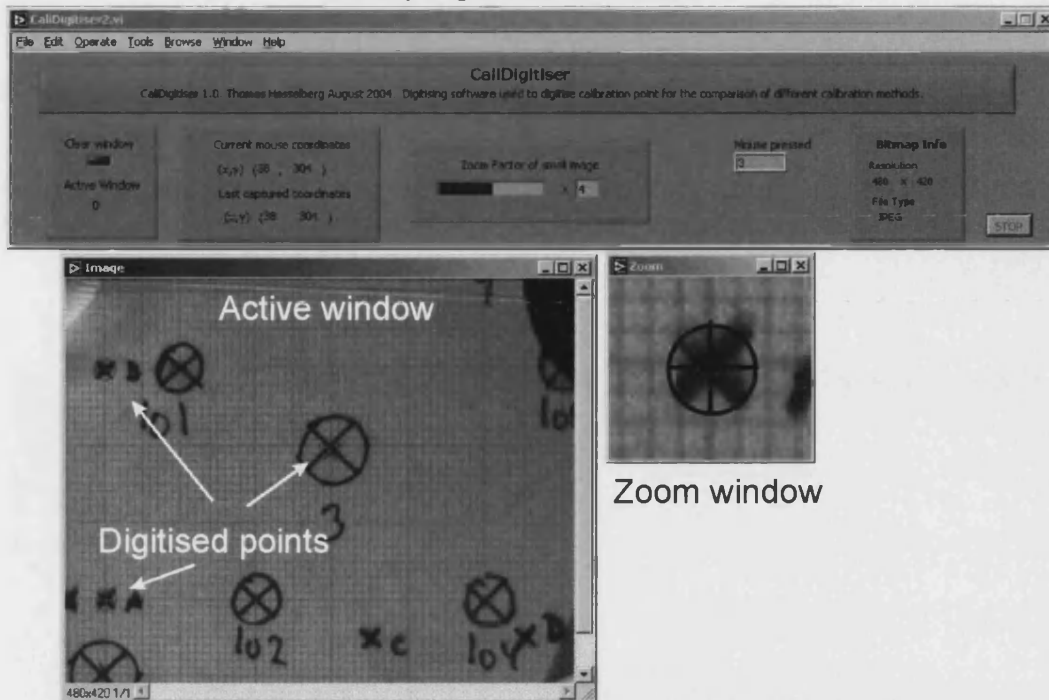 CaliDigitiser2.vi
File Edit Operate Tools Browse Window Help
CaliDigitiser
CaliDigitiser 1.0. Thomas Hesselberg August 2004 Digitising software used to digitise calibration point for the comparison of different calibration methods.
Clear window
Active Window
0
Current mouse coordinates
(x,y) (38 , 304 )
Last captured coordinates
(x,y) (38 304 )
Zoom Factor of small image
X 4
Mouse pressed
Bitmap Info
Resolution
480 X 420
File Type
JPEG
STOP
Image
Active window
101
3
Digitised points
A
102
C
104
480x420 1/1
Zoom
Zoom window